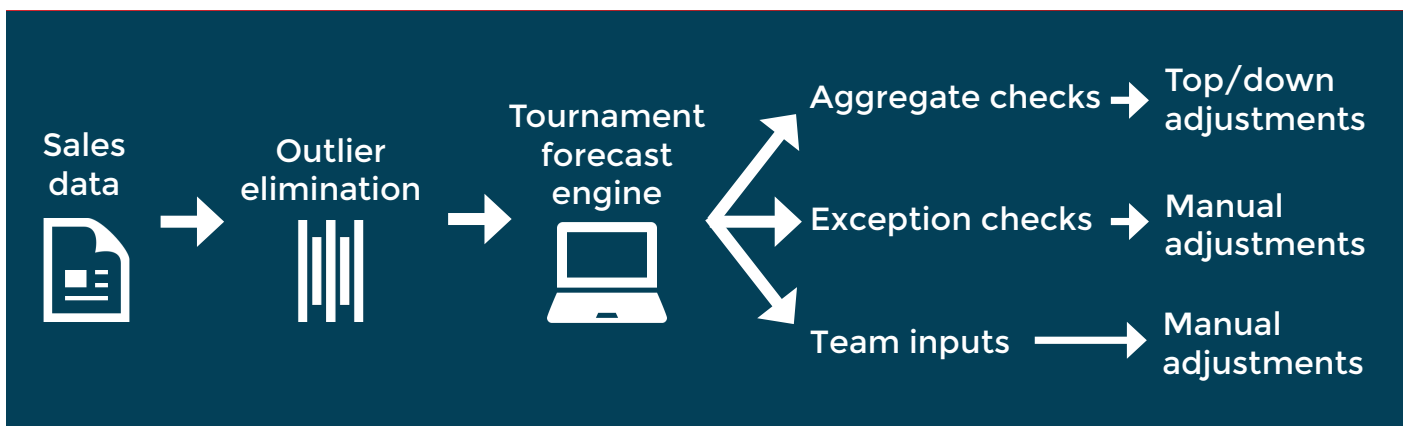 Sales
data
Outlier
elimination
Tournament
forecast
engine
Aggregate checks
Top/down
adjustments
Exception checks
Manual
adjustments
Team inputs
Manual
adjustments